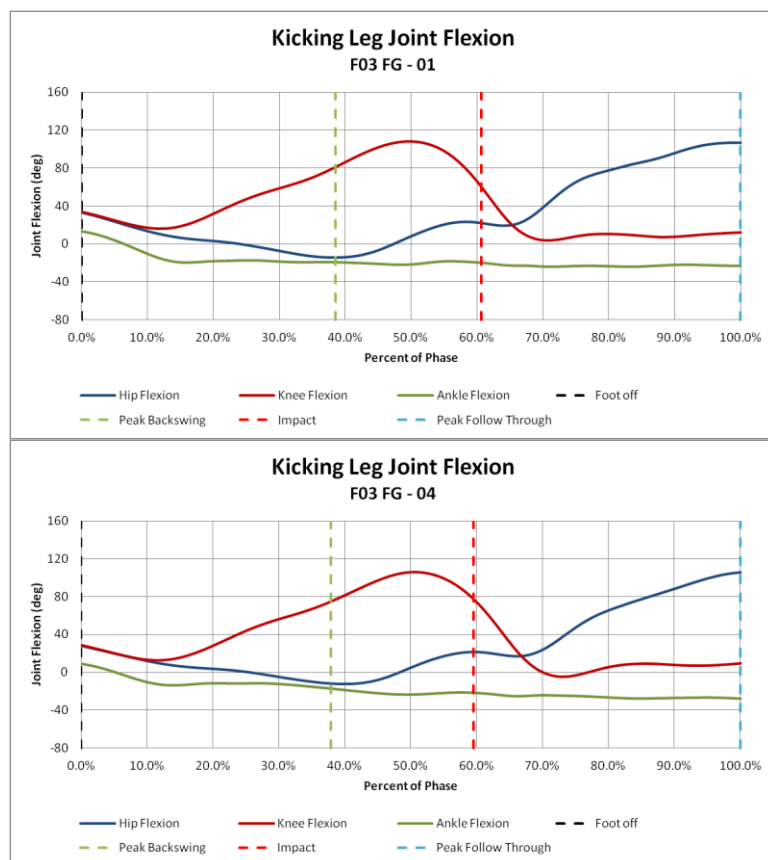 Kicking Leg Joint Flexion
F03 FG - 01
Joint Flexion (deg)
160
120
80
40
0
-40
-80
0.0% 10.0% 20.0% 30.0% 40.0% 50.0% 60.0% 70.0% 80.0% 90.0% 100.0%
Percent of Phase
Hip Flexion Knee Flexion Ankle Flexion Foot off
Peak Backswing Impact Peak Follow Through
Kicking Leg Joint Flexion
F03 FG - 04
Joint Flexion (deg)
160
120
80
40
0
-40
-80
0.0% 10.0% 20.0% 30.0% 40.0% 50.0% 60.0% 70.0% 80.0% 90.0% 100.0%
Percent of Phase
Hip Flexion Knee Flexion Ankle Flexion Foot off
Peak Backswing Impact Peak Follow Through